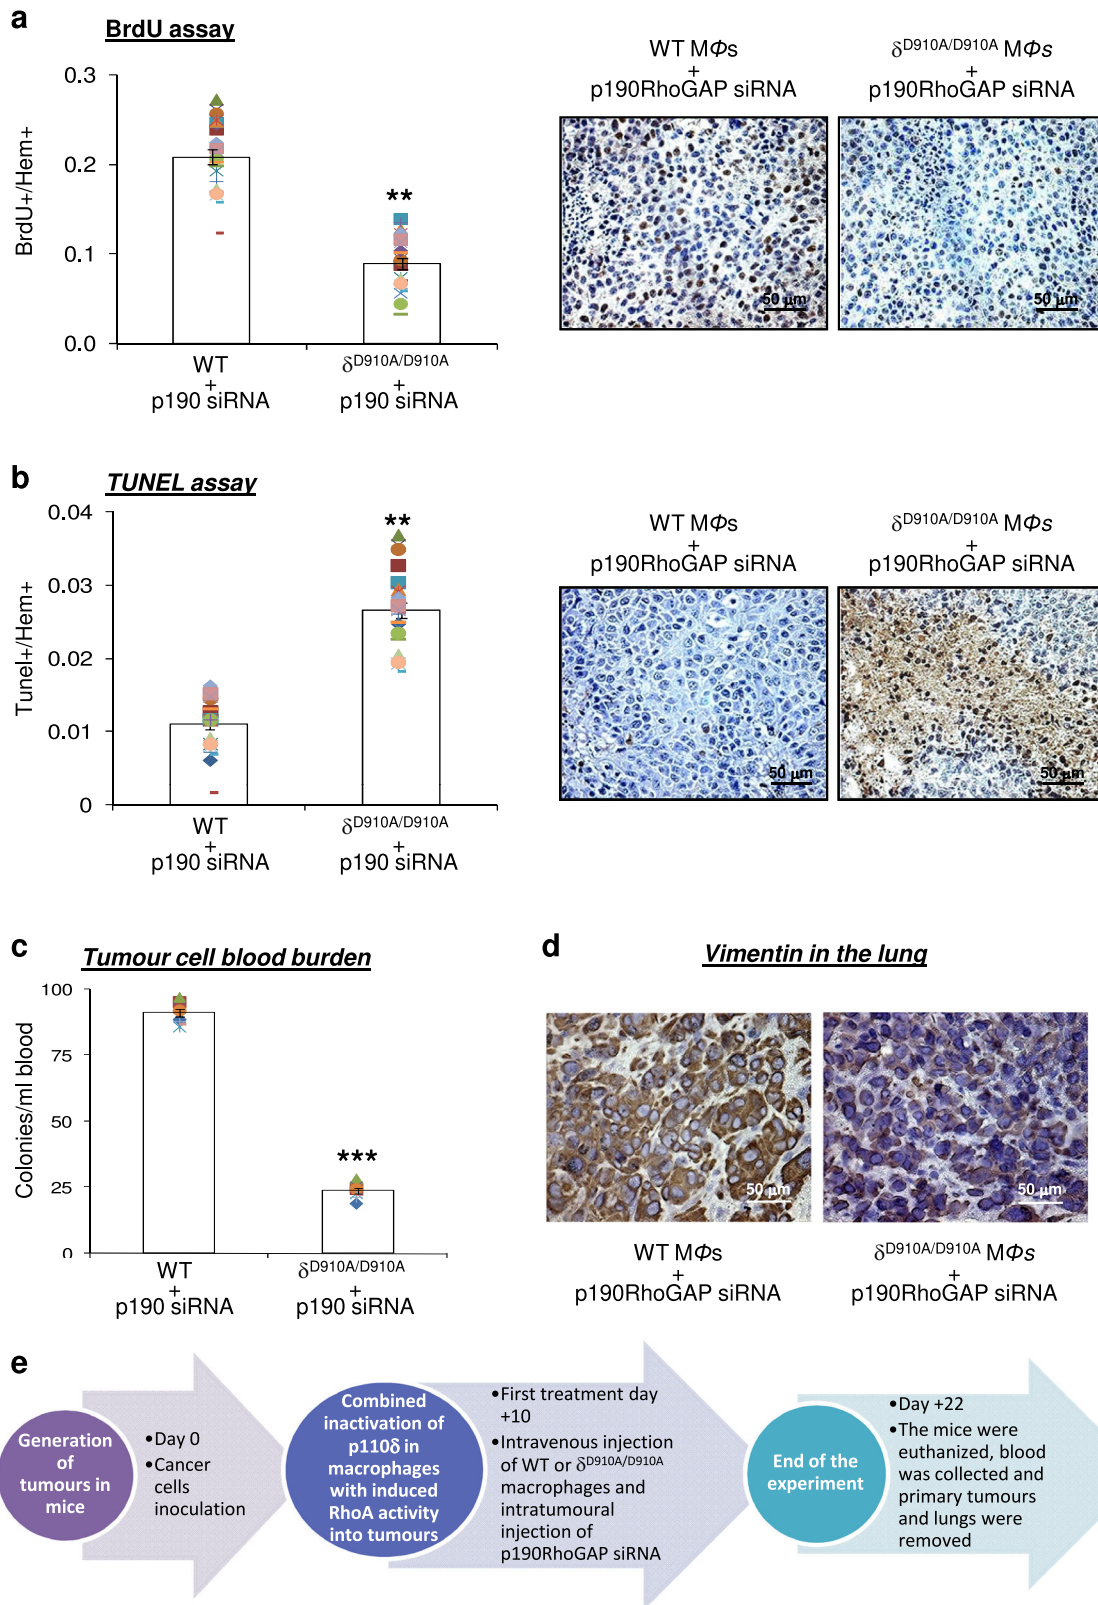 a
BrdU assay
BrdU+/Hem+
0.3
0.2
0.1
0.0
**
WT
+
p190 siRNA
δD910A/D910A
+
p190 siRNA
WT MΦs
+
p190RhoGAP siRNA
δD910A/D910A MΦs
+
p190RhoGAP siRNA
50 µm
50 µm
b
TUNEL assay
Tunel+/Hem+
0.04
0.03
0.02
0.01
0
**
WT
+
p190 siRNA
δD910A/D910A
+
p190 siRNA
WT MΦs
+
p190RhoGAP siRNA
δD910A/D910A MΦs
+
p190RhoGAP siRNA
50 µm
50 µm
c
Tumour cell blood burden
Colonies/ml blood
100
75
50
25
0
***
WT
+
p190 siRNA
δD910A/D910A
+
p190 siRNA
d
Vimentin in the lung
50 µm
50 µm
WT MΦs
+
p190RhoGAP siRNA
δD910A/D910A MΦs
+
p190RhoGAP siRNA
e
Generation
of
tumours in
mice
•Day 0
•Cancer
cells
inoculation
Combined
inactivation of
p110δ in
macrophages
with induced
RhoA activity
into tumours
•First treatment day
+10
•Intravenous injection
of WT or δD910A/D910A
macrophages and
intratumoural
injection of
p190RhoGAP siRNA
End of the
experiment
•Day +22
•The mice were
euthanized, blood
was collected and
primary tumours
and lungs were
removed